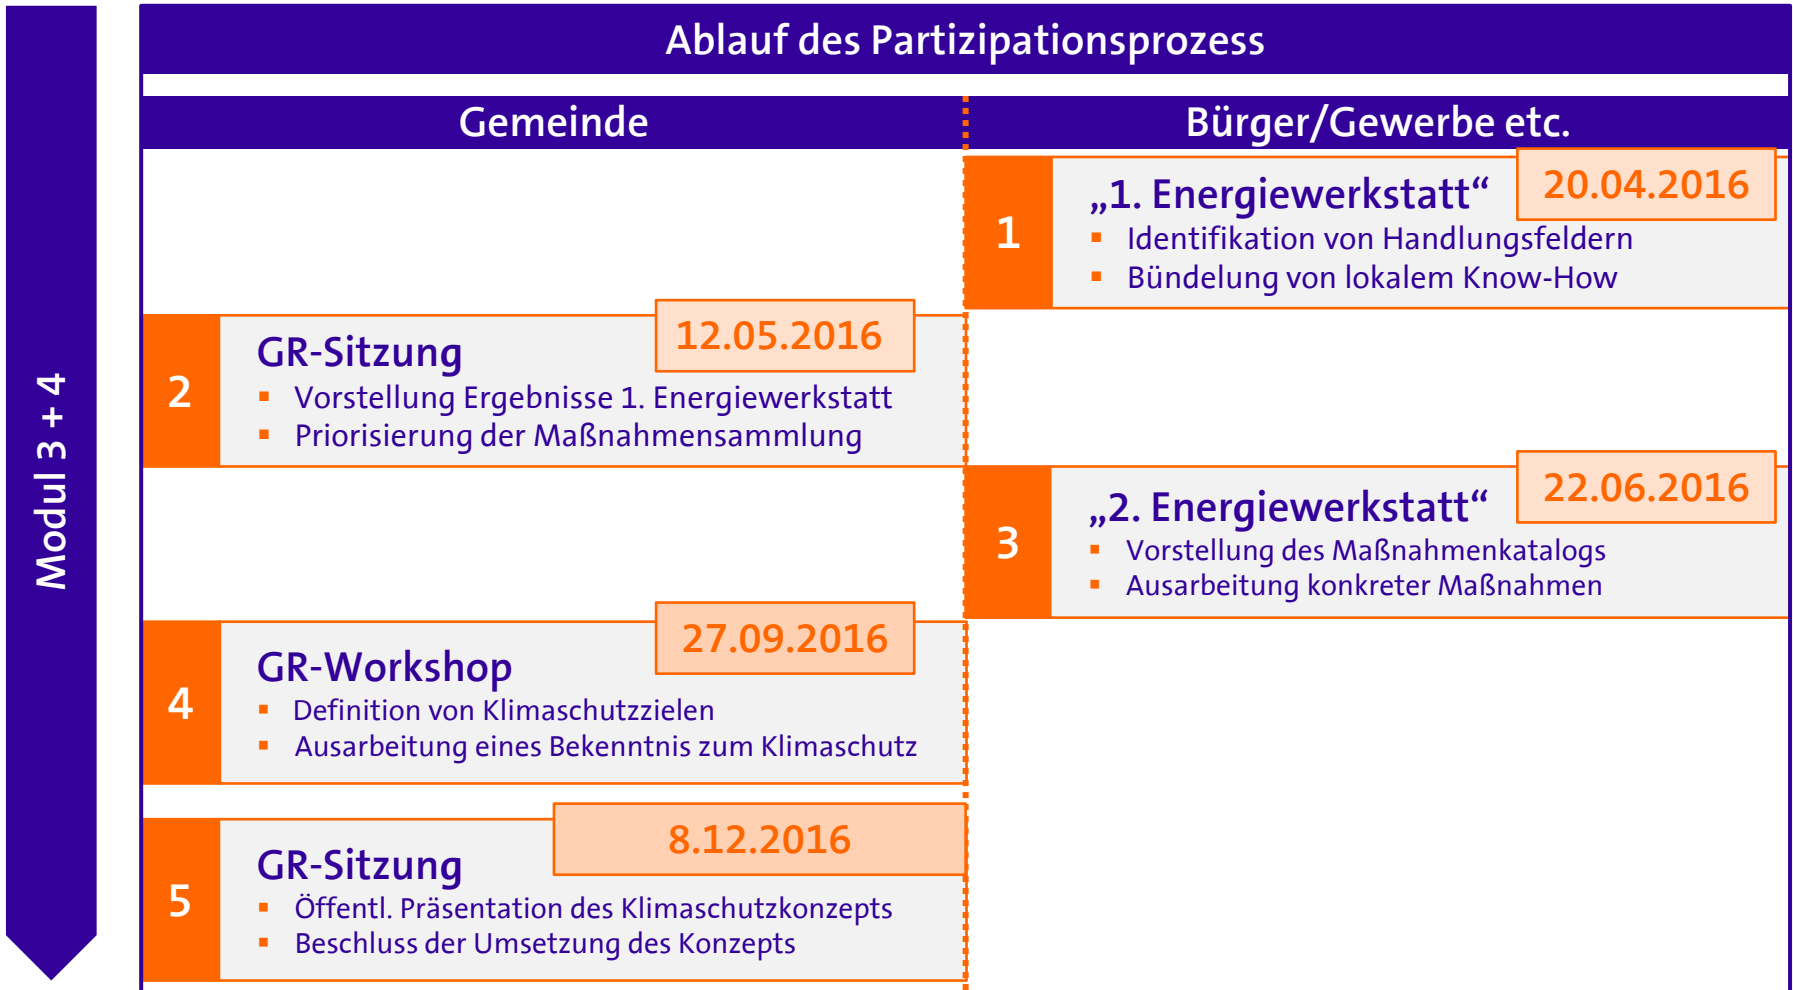 Ablauf des Partizipationsprozess
Gemeinde
Bürger/Gewerbe etc.
Modul 3 + 4
1
„1. Energiewerkstatt“
20.04.2016
▪ Identifikation von Handlungsfeldern
▪ Bündelung von lokalem Know-How
2
GR-Sitzung
12.05.2016
▪ Vorstellung Ergebnisse 1. Energiewerkstatt
▪ Priorisierung der Maßnahmensammlung
3
„2. Energiewerkstatt“
22.06.2016
▪ Vorstellung des Maßnahmenkatalogs
▪ Ausarbeitung konkreter Maßnahmen
4
GR-Workshop
27.09.2016
▪ Definition von Klimaschutzzielen
▪ Ausarbeitung eines Bekenntnis zum Klimaschutz
5
GR-Sitzung
8.12.2016
▪ Öffentl. Präsentation des Klimaschutzkonzepts
▪ Beschluss der Umsetzung des Konzepts